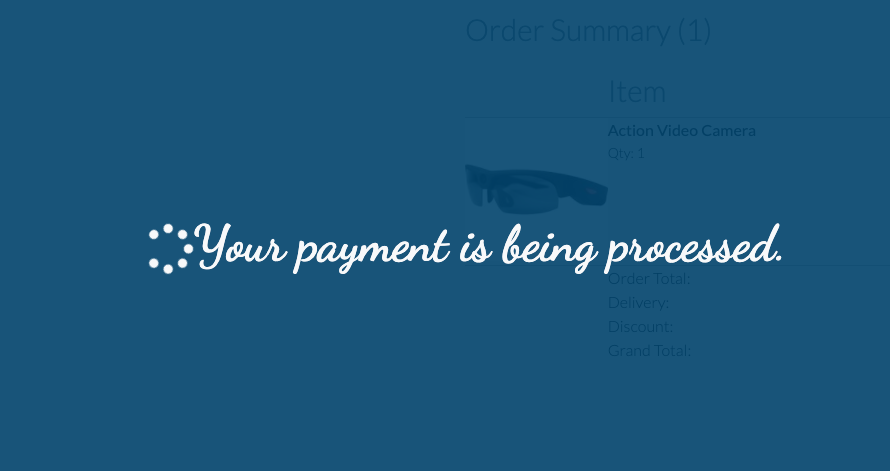 Order Summary (1)
Item
Action Video Camera
Qty: 1
Your payment is being processed.
Order Total:
Delivery:
Discount:
Grand Total: